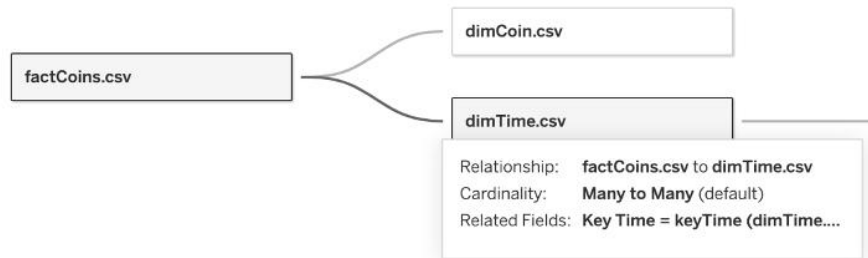 dimCoin.csv
factCoins.csv
dimTime.csv
Relationship: factCoins.csv to dimTime.csv
Cardinality: Many to Many (default)
Related Fields: Key Time = keyTime (dimTime....